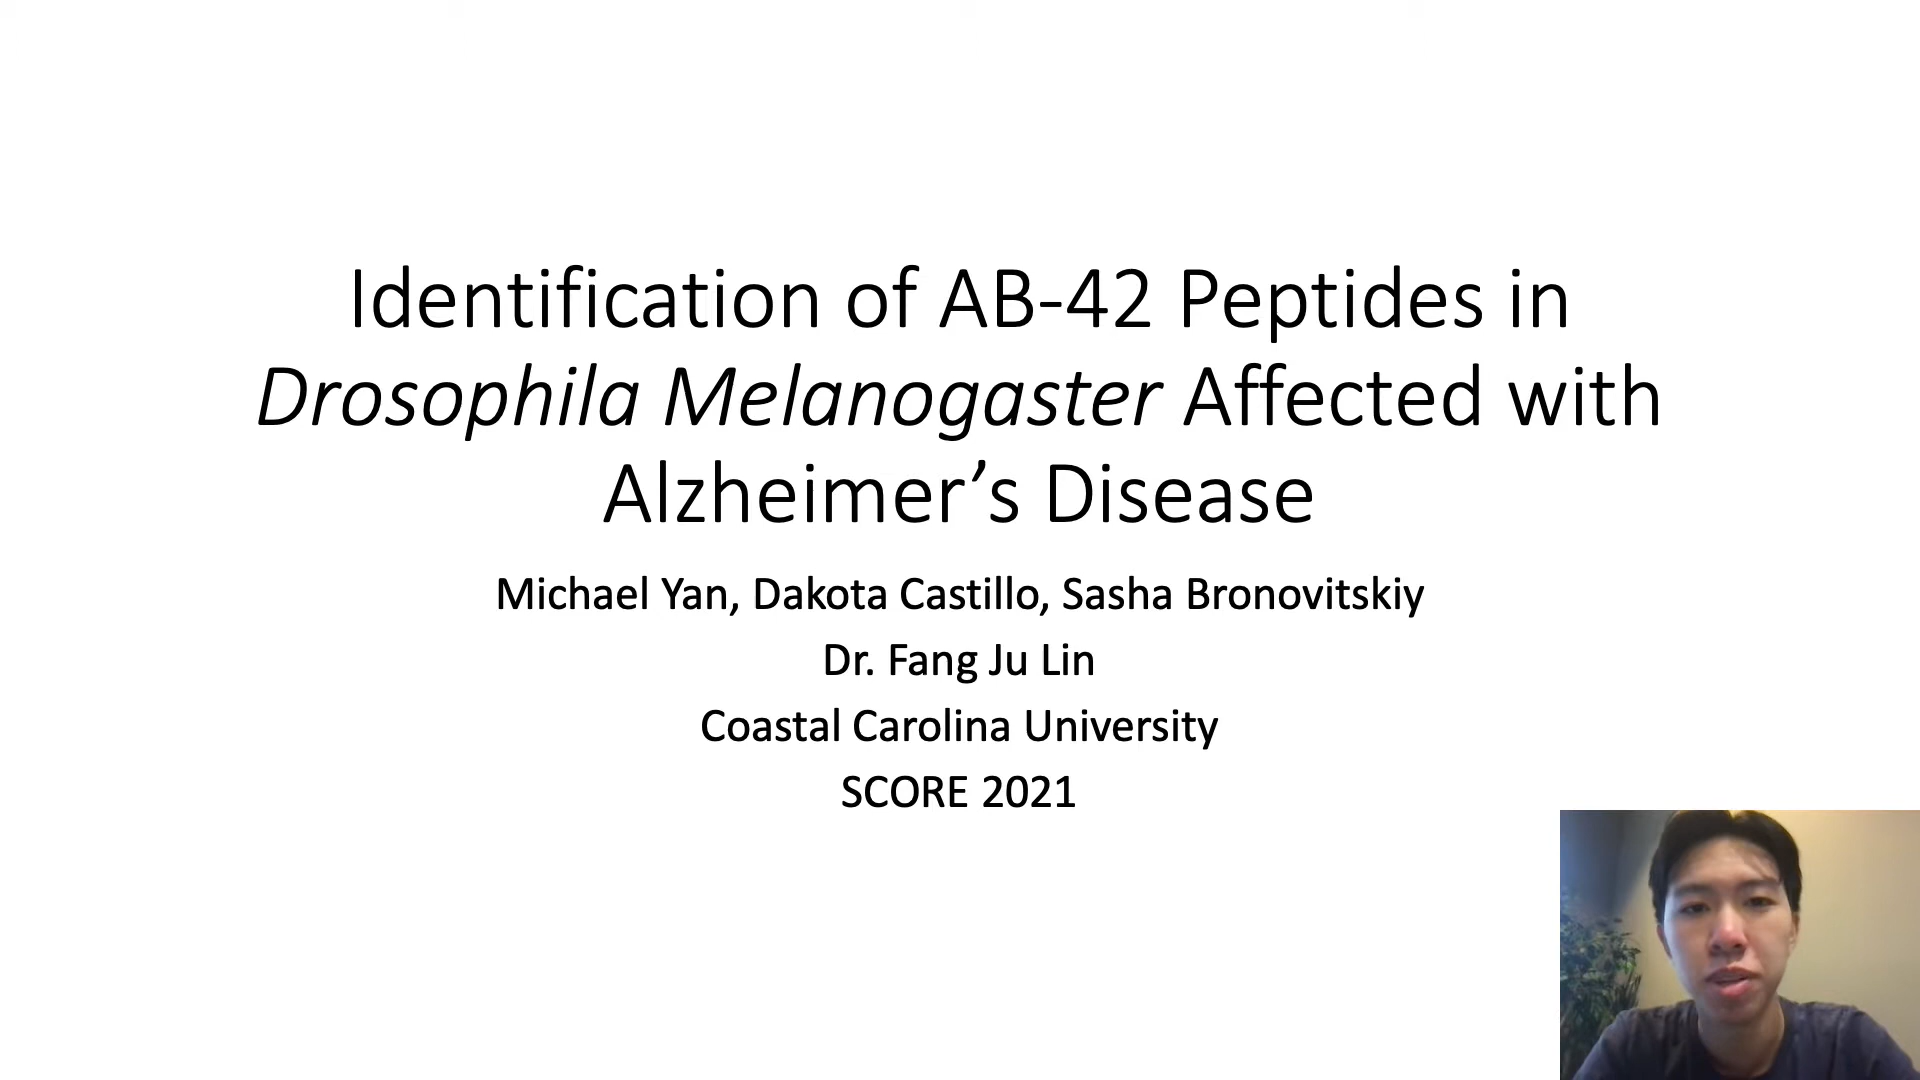 Identification of AB-42 Peptides in
Drosophila Melanogaster Affected with
Alzheimer’s Disease
Michael Yan, Dakota Castillo, Sasha Bronovitskiy
Dr. Fang Ju Lin
Coastal Carolina University
SCORE 2021